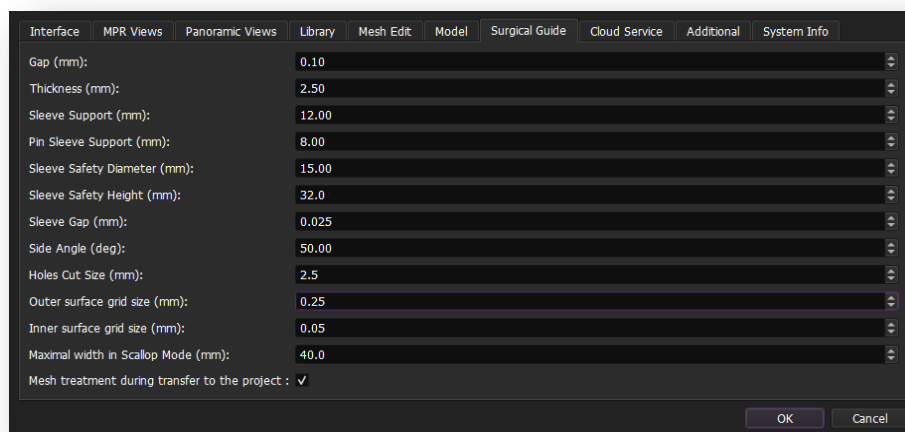 Interface MPR Views Panoramic Views Library Mesh Edit Model Surgical Guide Cloud Service Additional System Info
Gap (mm): 0.10
Thickness (mm): 2.50
Sleeve Support (mm): 12.00
Pin Sleeve Support (mm): 8.00
Sleeve Safety Diameter (mm): 15.00
Sleeve Safety Height (mm): 32.0
Sleeve Gap (mm): 0.025
Side Angle (deg): 50.00
Holes Cut Size (mm): 2.5
Outer surface grid size (mm): 0.25
Inner surface grid size (mm): 0.05
Maximal width in Scallop Mode (mm): 40.0
Mesh treatment during transfer to the project :
OK Cancel